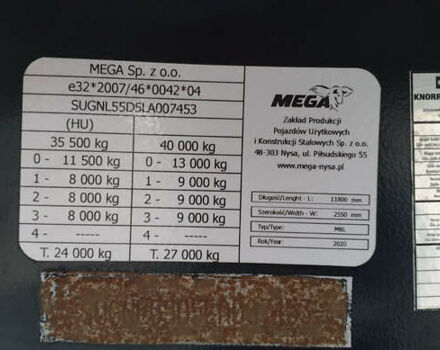 MEGA Sp. z o.o.
e32*2007/46*0042*04
SUGNL55DSLA007453
(HU)
35 500 kg 40 000 kg
0- 11 500 kg 0- 13 000 kg
1- 8 000 kg 1- 9 000 kg
2- 8 000 kg 2- 9 000 kg
3- 8 000 kg 3- 9 000 kg
4- - 4- -
T. 24 000 kg T. 27 000 kg
MEGA
Zakład Produkcji
Pojazdów Użytkowych
i Konstrukcji Stalowych Sp. z o.o.
48-303 Nysa, ul. Piłsudskiego 55
www.mega-nysa.pl
Długość/Lenght - L: 11800 mm
Szerokość/Width - W: 2550 mm
Typ/Type: MNL
Rok/Year: 2020
KNORR